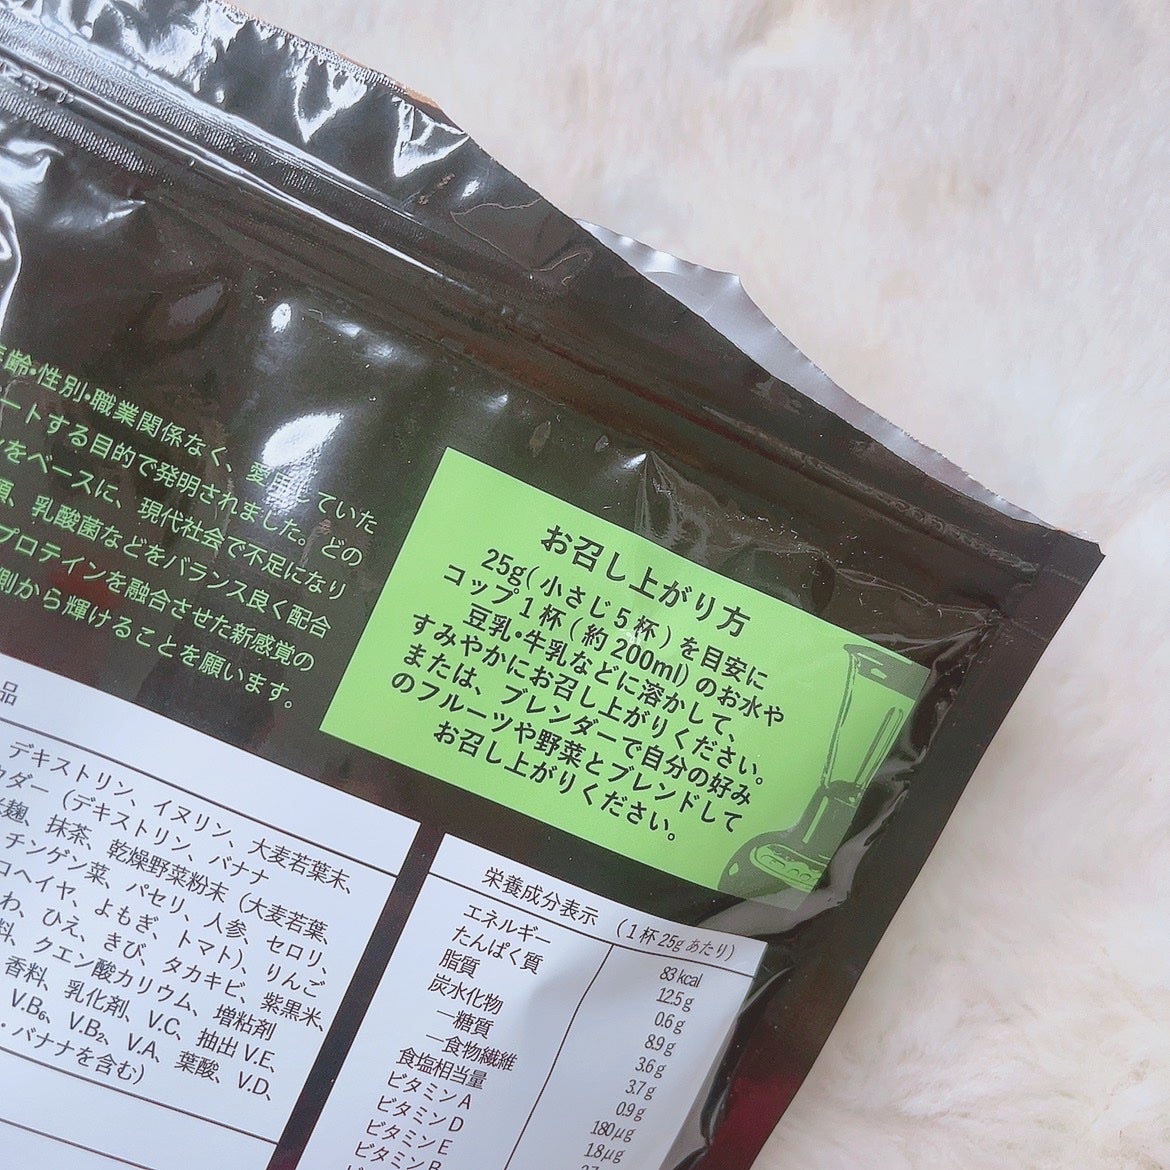 齢・性別・職業関係なく、愛用していた
ートする目的で発明されました。どの
をベースに、現代社会で不足になり
類、乳酸菌などをバランス良く配合
プロテインを融合させた新感覚の
側から輝けることを願います。
お召し上がり方
25g(小さじ5杯)を目安に
コップ1杯(約200ml)のお水や
豆乳・牛乳などに溶かして、
すみやかにお召し上がりください。
または、ブレンダーで自分の好み
のフルーツや野菜とブレンドして
お召し上がりください。
品
デキストリン、イヌリン、大麦若葉末、
ウダー(デキストリン、バナナ
米麹、抹茶、乾燥野菜粉末(大麦若葉、
チンゲン菜、パセリ、人参、セロリ、
コヘイヤ、よもぎ、トマト)、りんご
わ、ひえ、きび、タカキビ、紫黒米、
料、クエン酸カリウム、増粘剤
香料、乳化剤、V.C、抽出V.E、
V.B₆、V.B₂、V.A、葉酸、V.D、
・バナナを含む)
栄養成分表示 (1杯25gあたり)
エネルギー 83kcal
たんぱく質 12.5g
脂質 0.6g
炭水化物 8.9g
―糖質 3.6g
―食物繊維 3.7g
食塩相当量 0.9g
ビタミンA 180μg
ビタミンD 1.8μg
ビタミンE
ビタミンB